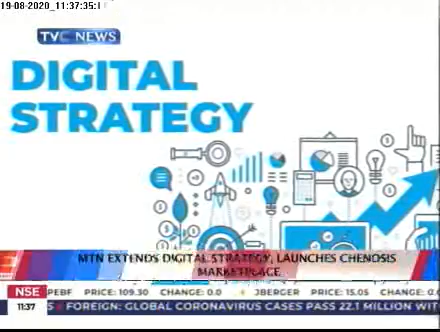 19-08-2020_11:37:35:
TVC NEWS
DIGITAL
STRATEGY
MTN EXTENDS DIGITAL STRATEGY, LAUNCHES CHENOSIS
MARKETPLACE
NSE PEBF PRICE: 109.30 CHANGE: 0.0 JBERGER PRICE: 15.05 CHANGE: 0.
11:37 FOREIGN: GLOBAL CORONAVIRUS CASES PASS 22.1 MILLION WIT